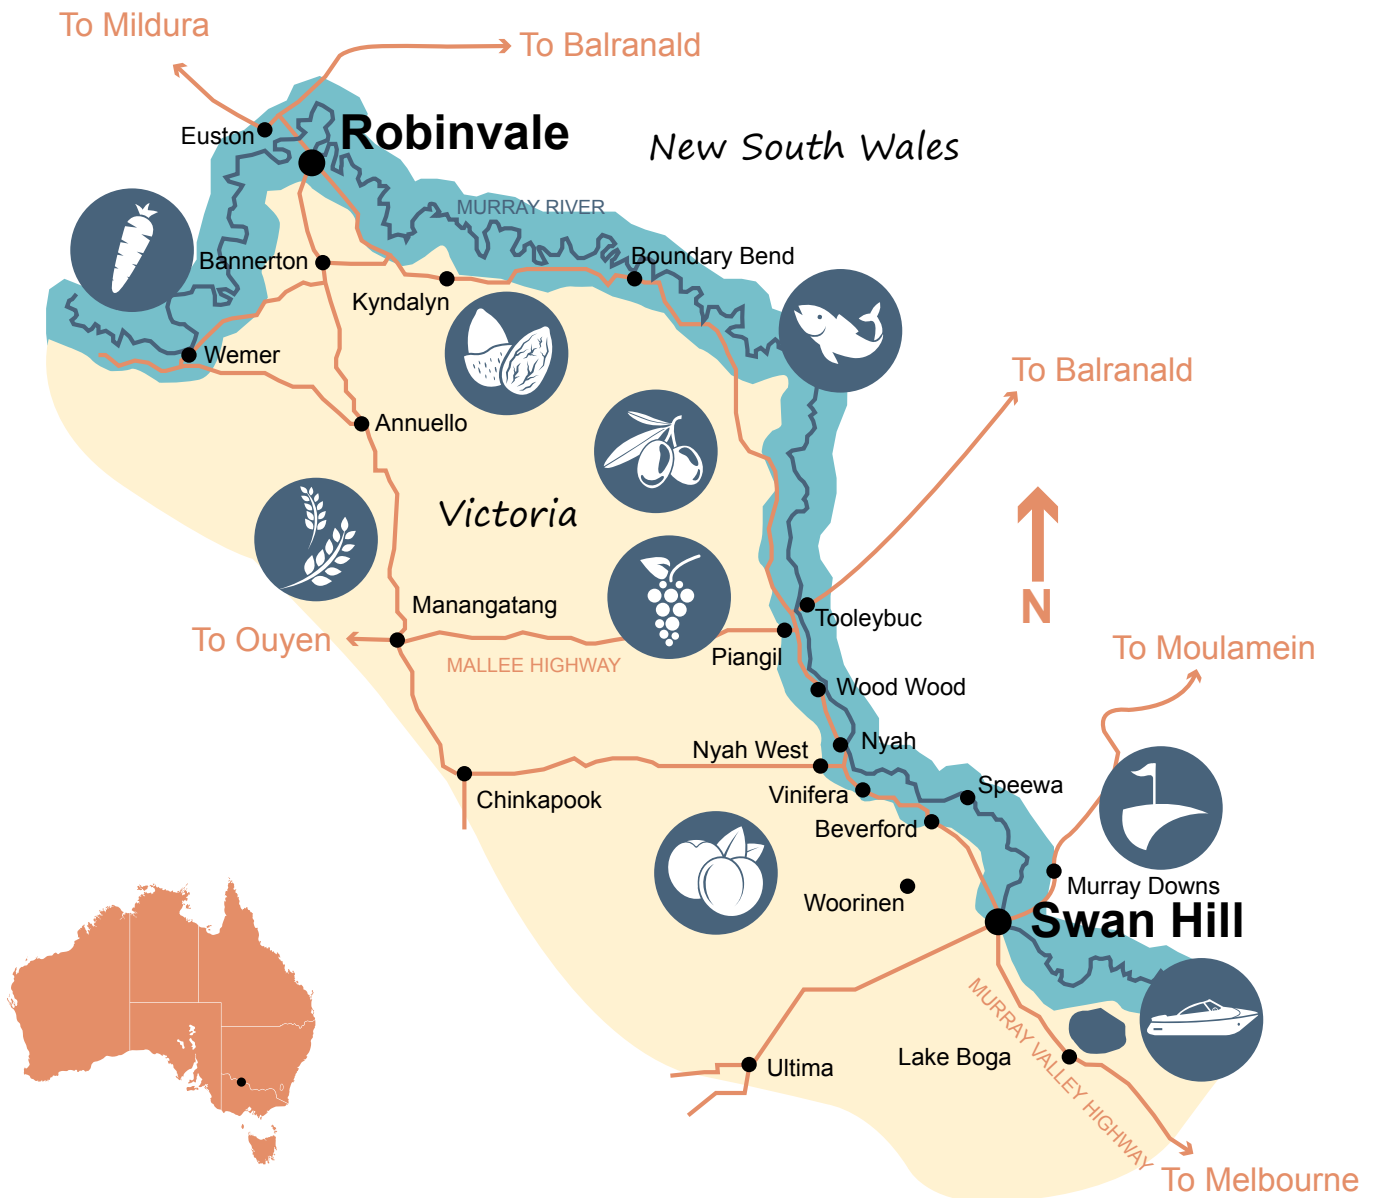 To Mildura
To Balranald
Euston
Robinvale
New South Wales
MURRAY RIVER
Bannerton
Boundary Bend
Kyndalyn
Wemer
To Balranald
Annuello
Victoria
Manangatang
N
Tooleybuc
To Ouyen
MALLEE HIGHWAY
Piangil
To Moulamein
Wood Wood
Nyah West
Nyah
Speewa
Vinifera
Chinkapook
Beverford
Murray Downs
Woorinen
Swan Hill
MURRAY VALLEY HIGHWAY
Lake Boga
Ultima
To Melbourne